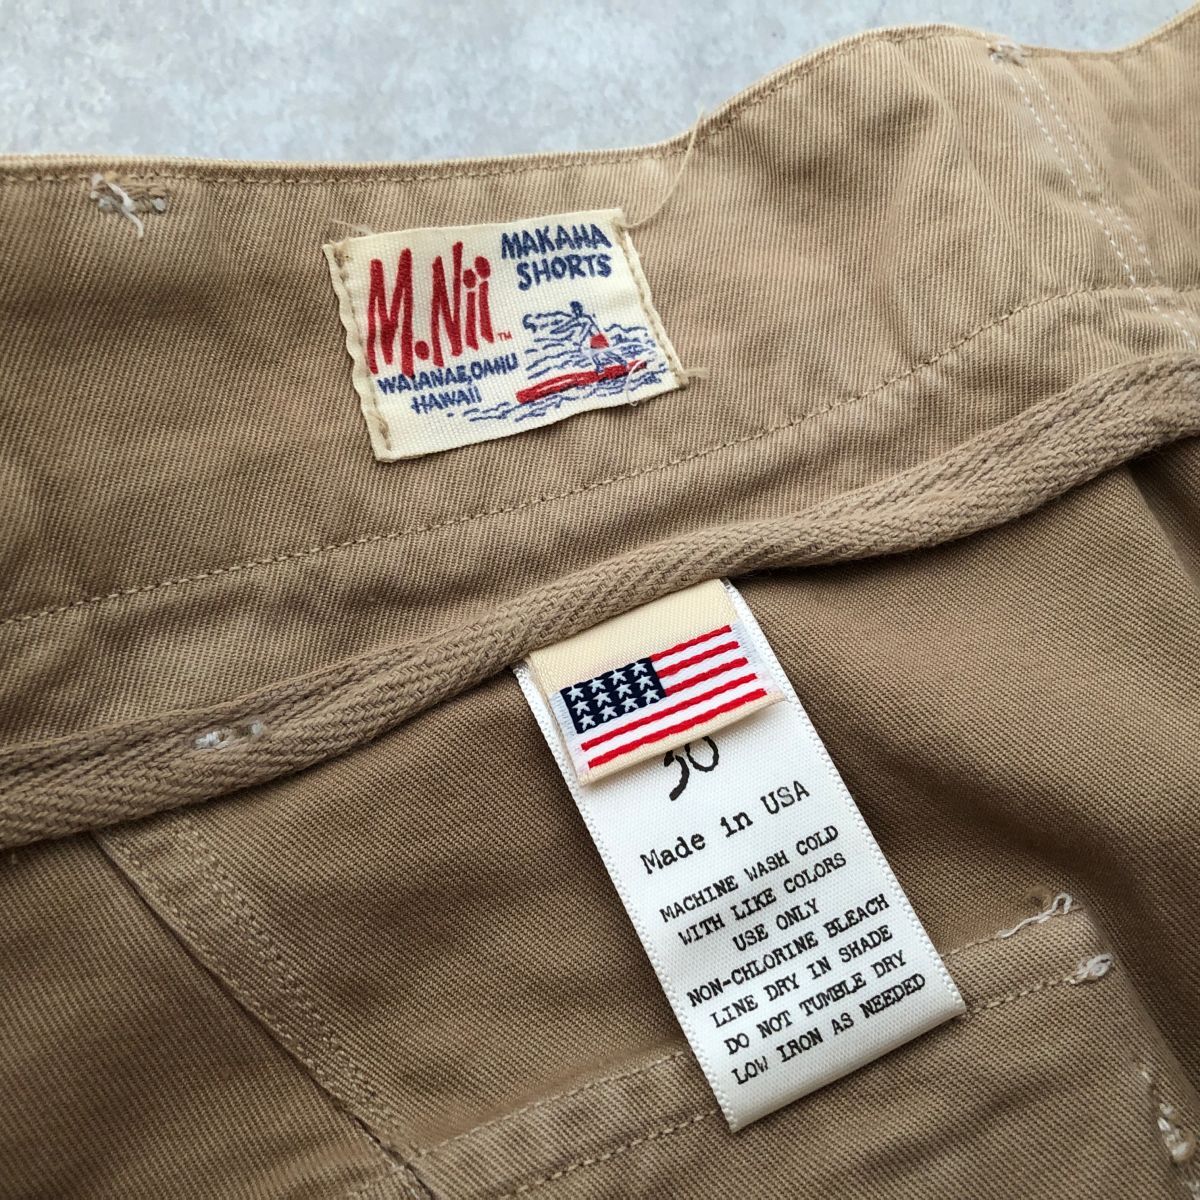 M.Nii™
MAKAHA
SHORTS
WAIANAE, OAHU
HAWAII
30
Made in USA
MACHINE WASH COLD
WITH LIKE COLORS
USE ONLY
NON-CHLORINE BLEACH
LINE DRY IN SHADE
DO NOT TUMBLE DRY
LOW IRON AS NEEDED